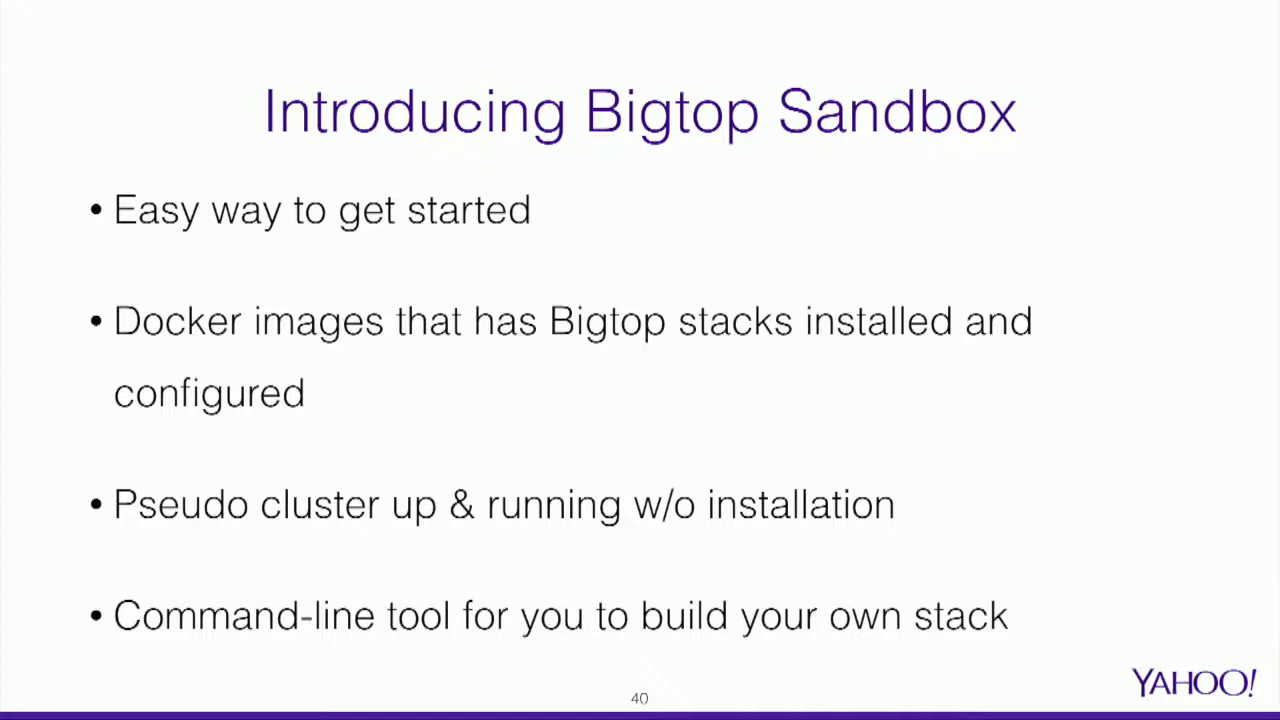 Introducing Bigtop Sandbox
• Easy way to get started
• Docker images that has Bigtop stacks installed and
configured
• Pseudo cluster up & running w/o installation
• Command-line tool for you to build your own stack
40
YAHOO!